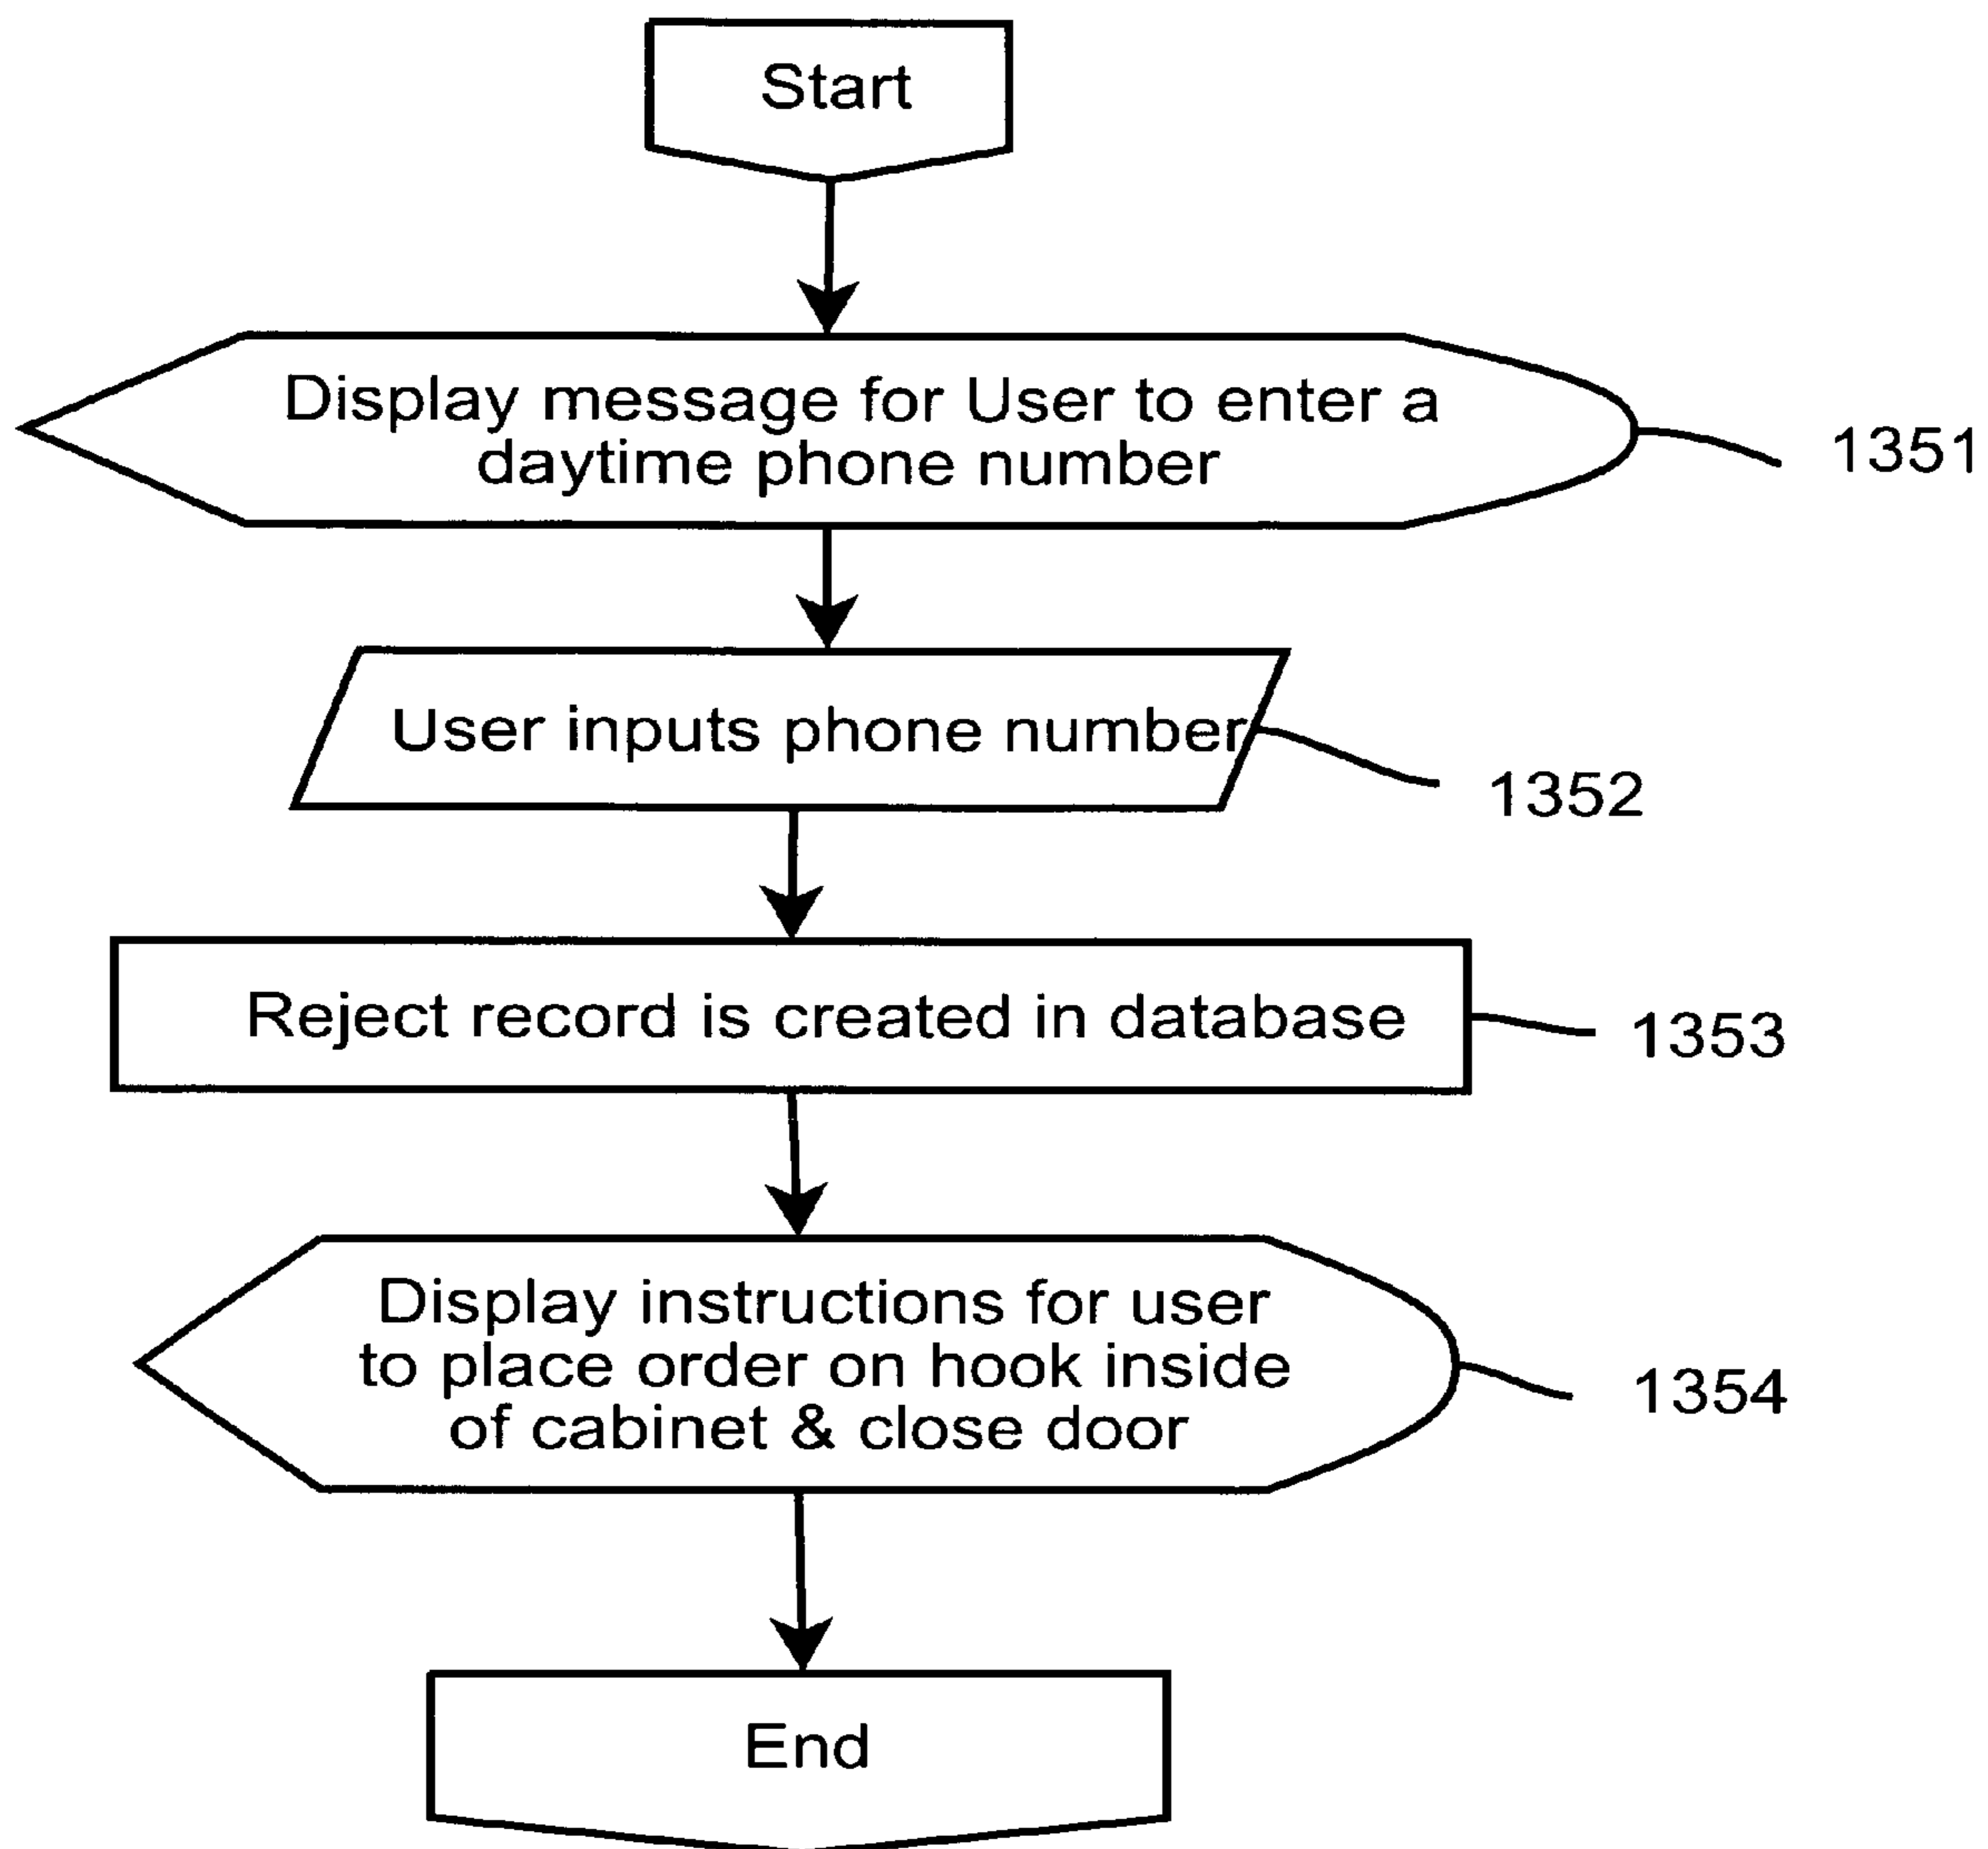 Start
Display message for User to enter a
daytime phone number
1351
User inputs phone number
1352
Reject record is created in database
1353
Display instructions for user
to place order on hook inside
of cabinet & close door
1354
End